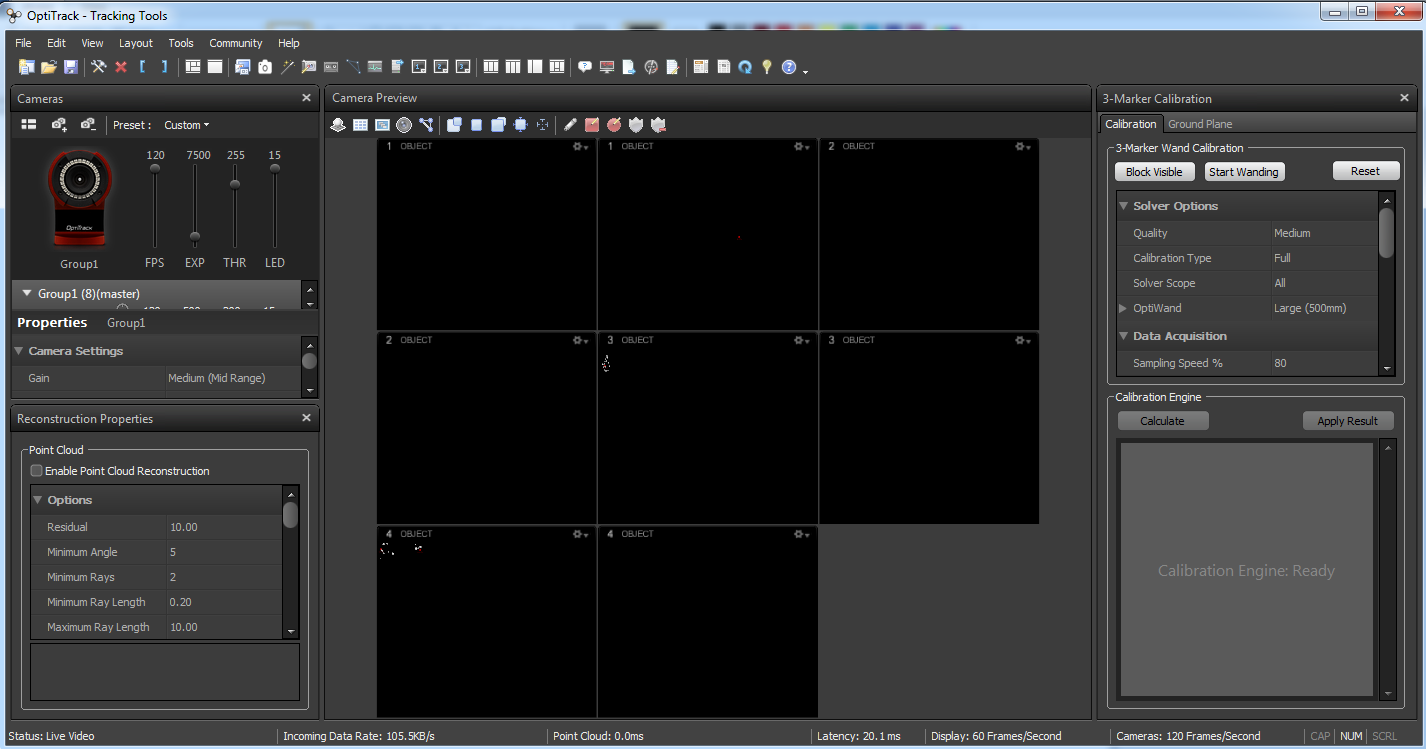 OptiTrack - Tracking Tools
File Edit View Layout Tools Community Help
Cameras
Preset : Custom
120 7500 255 15
OptiTrack
Group1
FPS EXP THR LED
Group1 (8)(master)
Properties Group1
Camera Settings
Gain Medium (Mid Range)
Reconstruction Properties
Point Cloud
Enable Point Cloud Reconstruction
Options
Residual 10.00
Minimum Angle 5
Minimum Rays 2
Minimum Ray Length 0.20
Maximum Ray Length 10.00
Camera Preview
1 OBJECT
1 OBJECT
2 OBJECT
2 OBJECT
3 OBJECT
3 OBJECT
4 OBJECT
4 OBJECT
3-Marker Calibration
Calibration Ground Plane
3-Marker Wand Calibration
Block Visible Start Wanding Reset
Solver Options
Quality Medium
Calibration Type Full
Solver Scope All
OptiWand Large (500mm)
Data Acquisition
Sampling Speed % 80
Calibration Engine
Calculate Apply Result
Calibration Engine: Ready
Status: Live Video Incoming Data Rate: 105.5KB/s Point Cloud: 0.0ms Latency: 20.1 ms Display: 60 Frames/Second Cameras: 120 Frames/Second CAP NUM SCRL